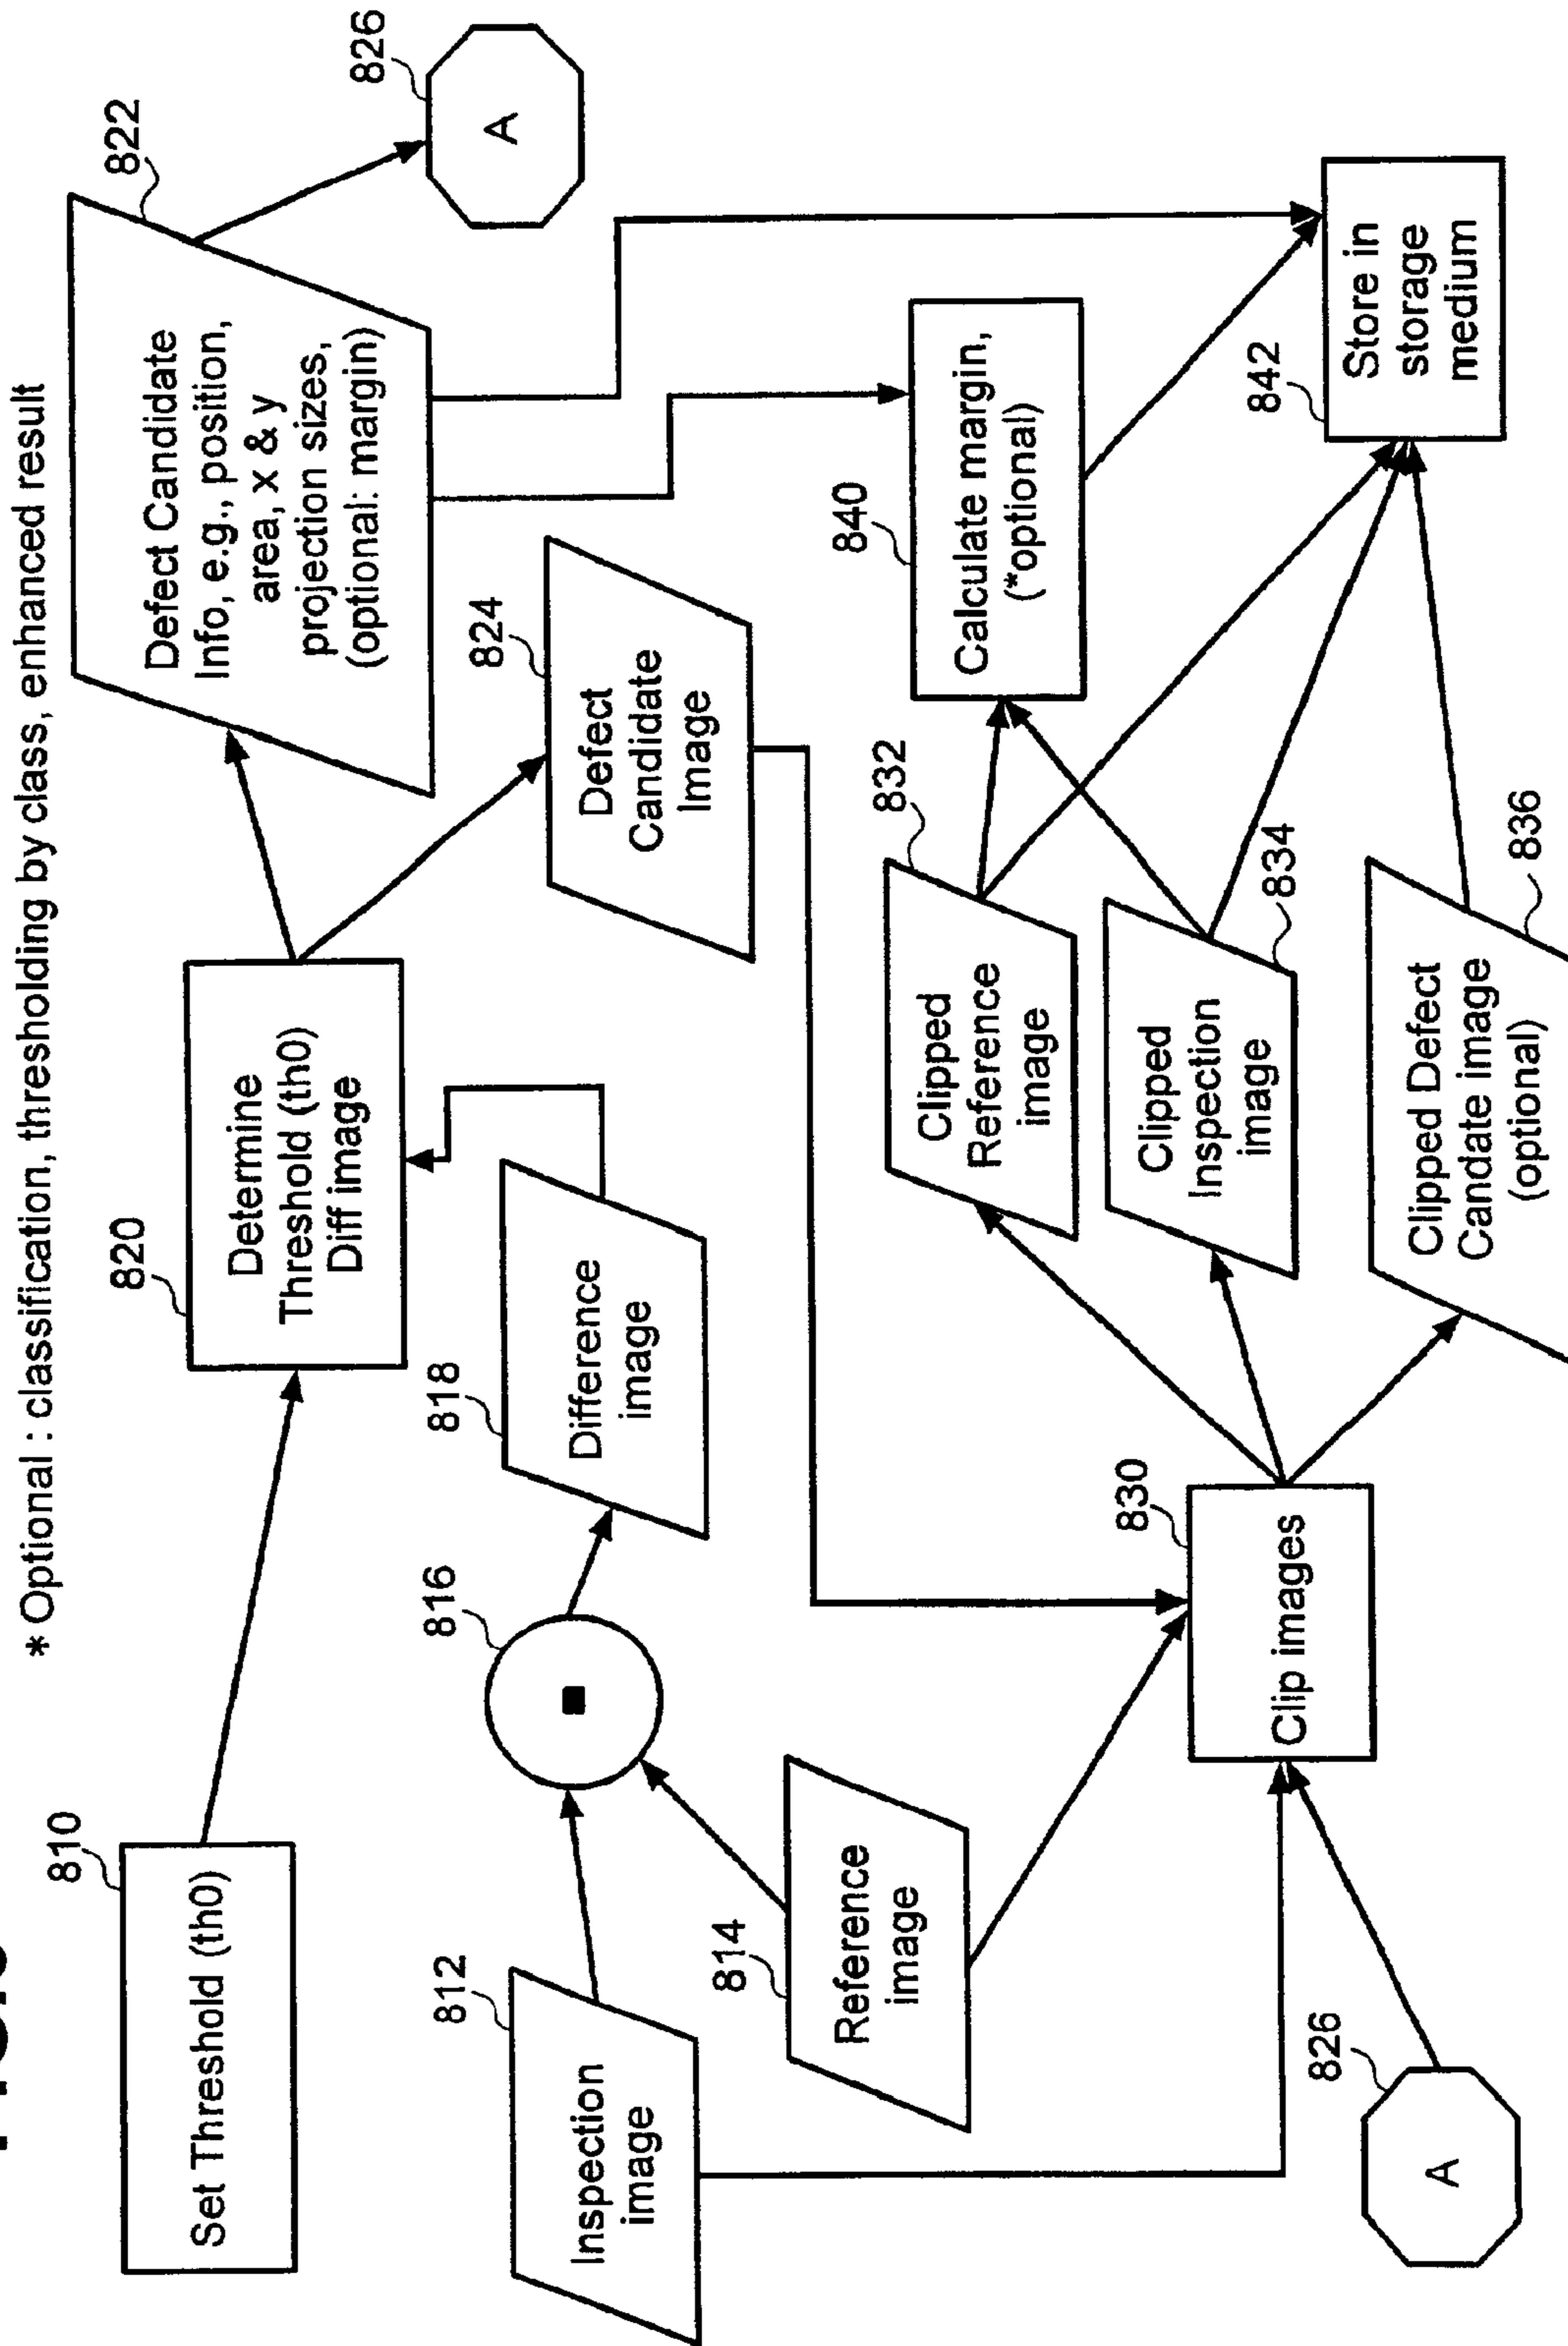 * Optional : classification, thresholding by class, enhanced result
810
Set Threshold (th0)
820
Determine
Threshold (th0)
Diff image
822
Defect Candidate
Info, e.g., position,
area, x & y
projection sizes,
(optional: margin)
826
A
812
Inspection
image
816
818
Difference
image
824
Defect
Candidate
Image
814
Reference
image
832
Clipped
Reference
image
840
Calculate margin,
(*optional)
826
A
830
Clip images
834
Clipped
Inspection
image
842
Store in
storage
medium
836
Clipped Defect
Candate image
(optional)